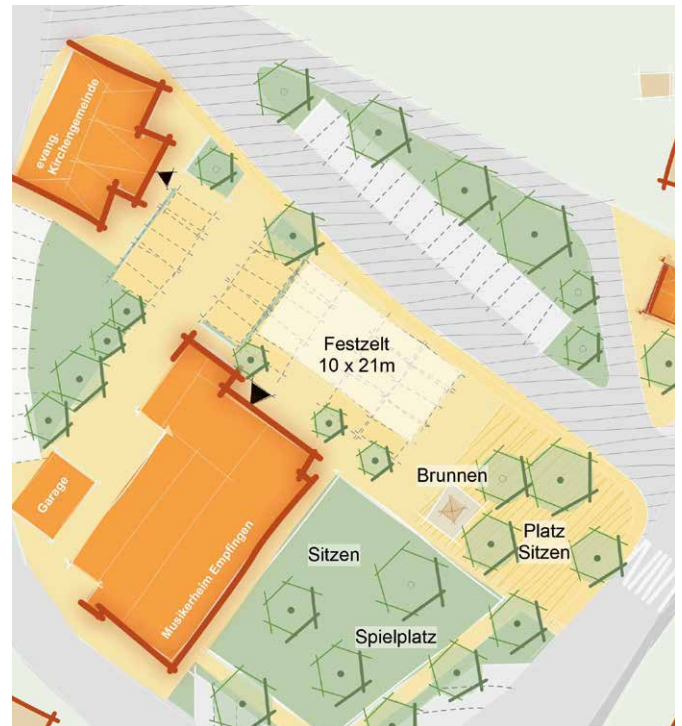 evang.
Kirchengemeinde
Festzelt
10 x 21m
Garage
Musikerheim Empfingen
Brunnen
Platz
Sitzen
Sitzen
Spielplatz